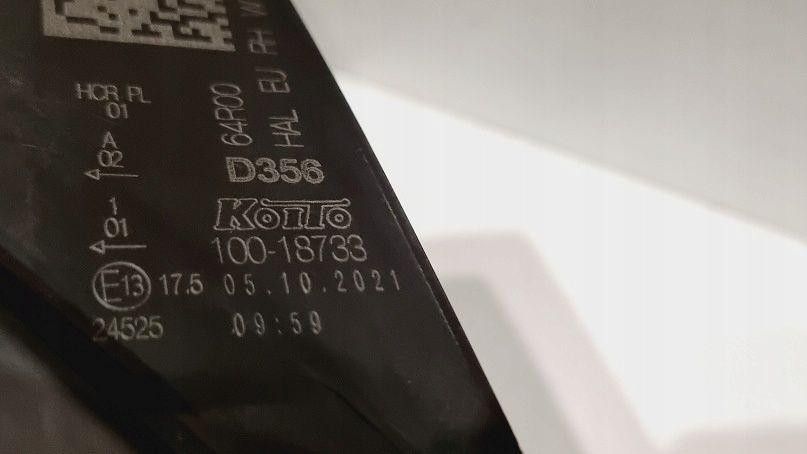 HCR PL
01
A
02
1
01
E13 17.5
24525
64R00
HAL EU RH
D356
KOITO
100-18733
05.10.2021
09:59